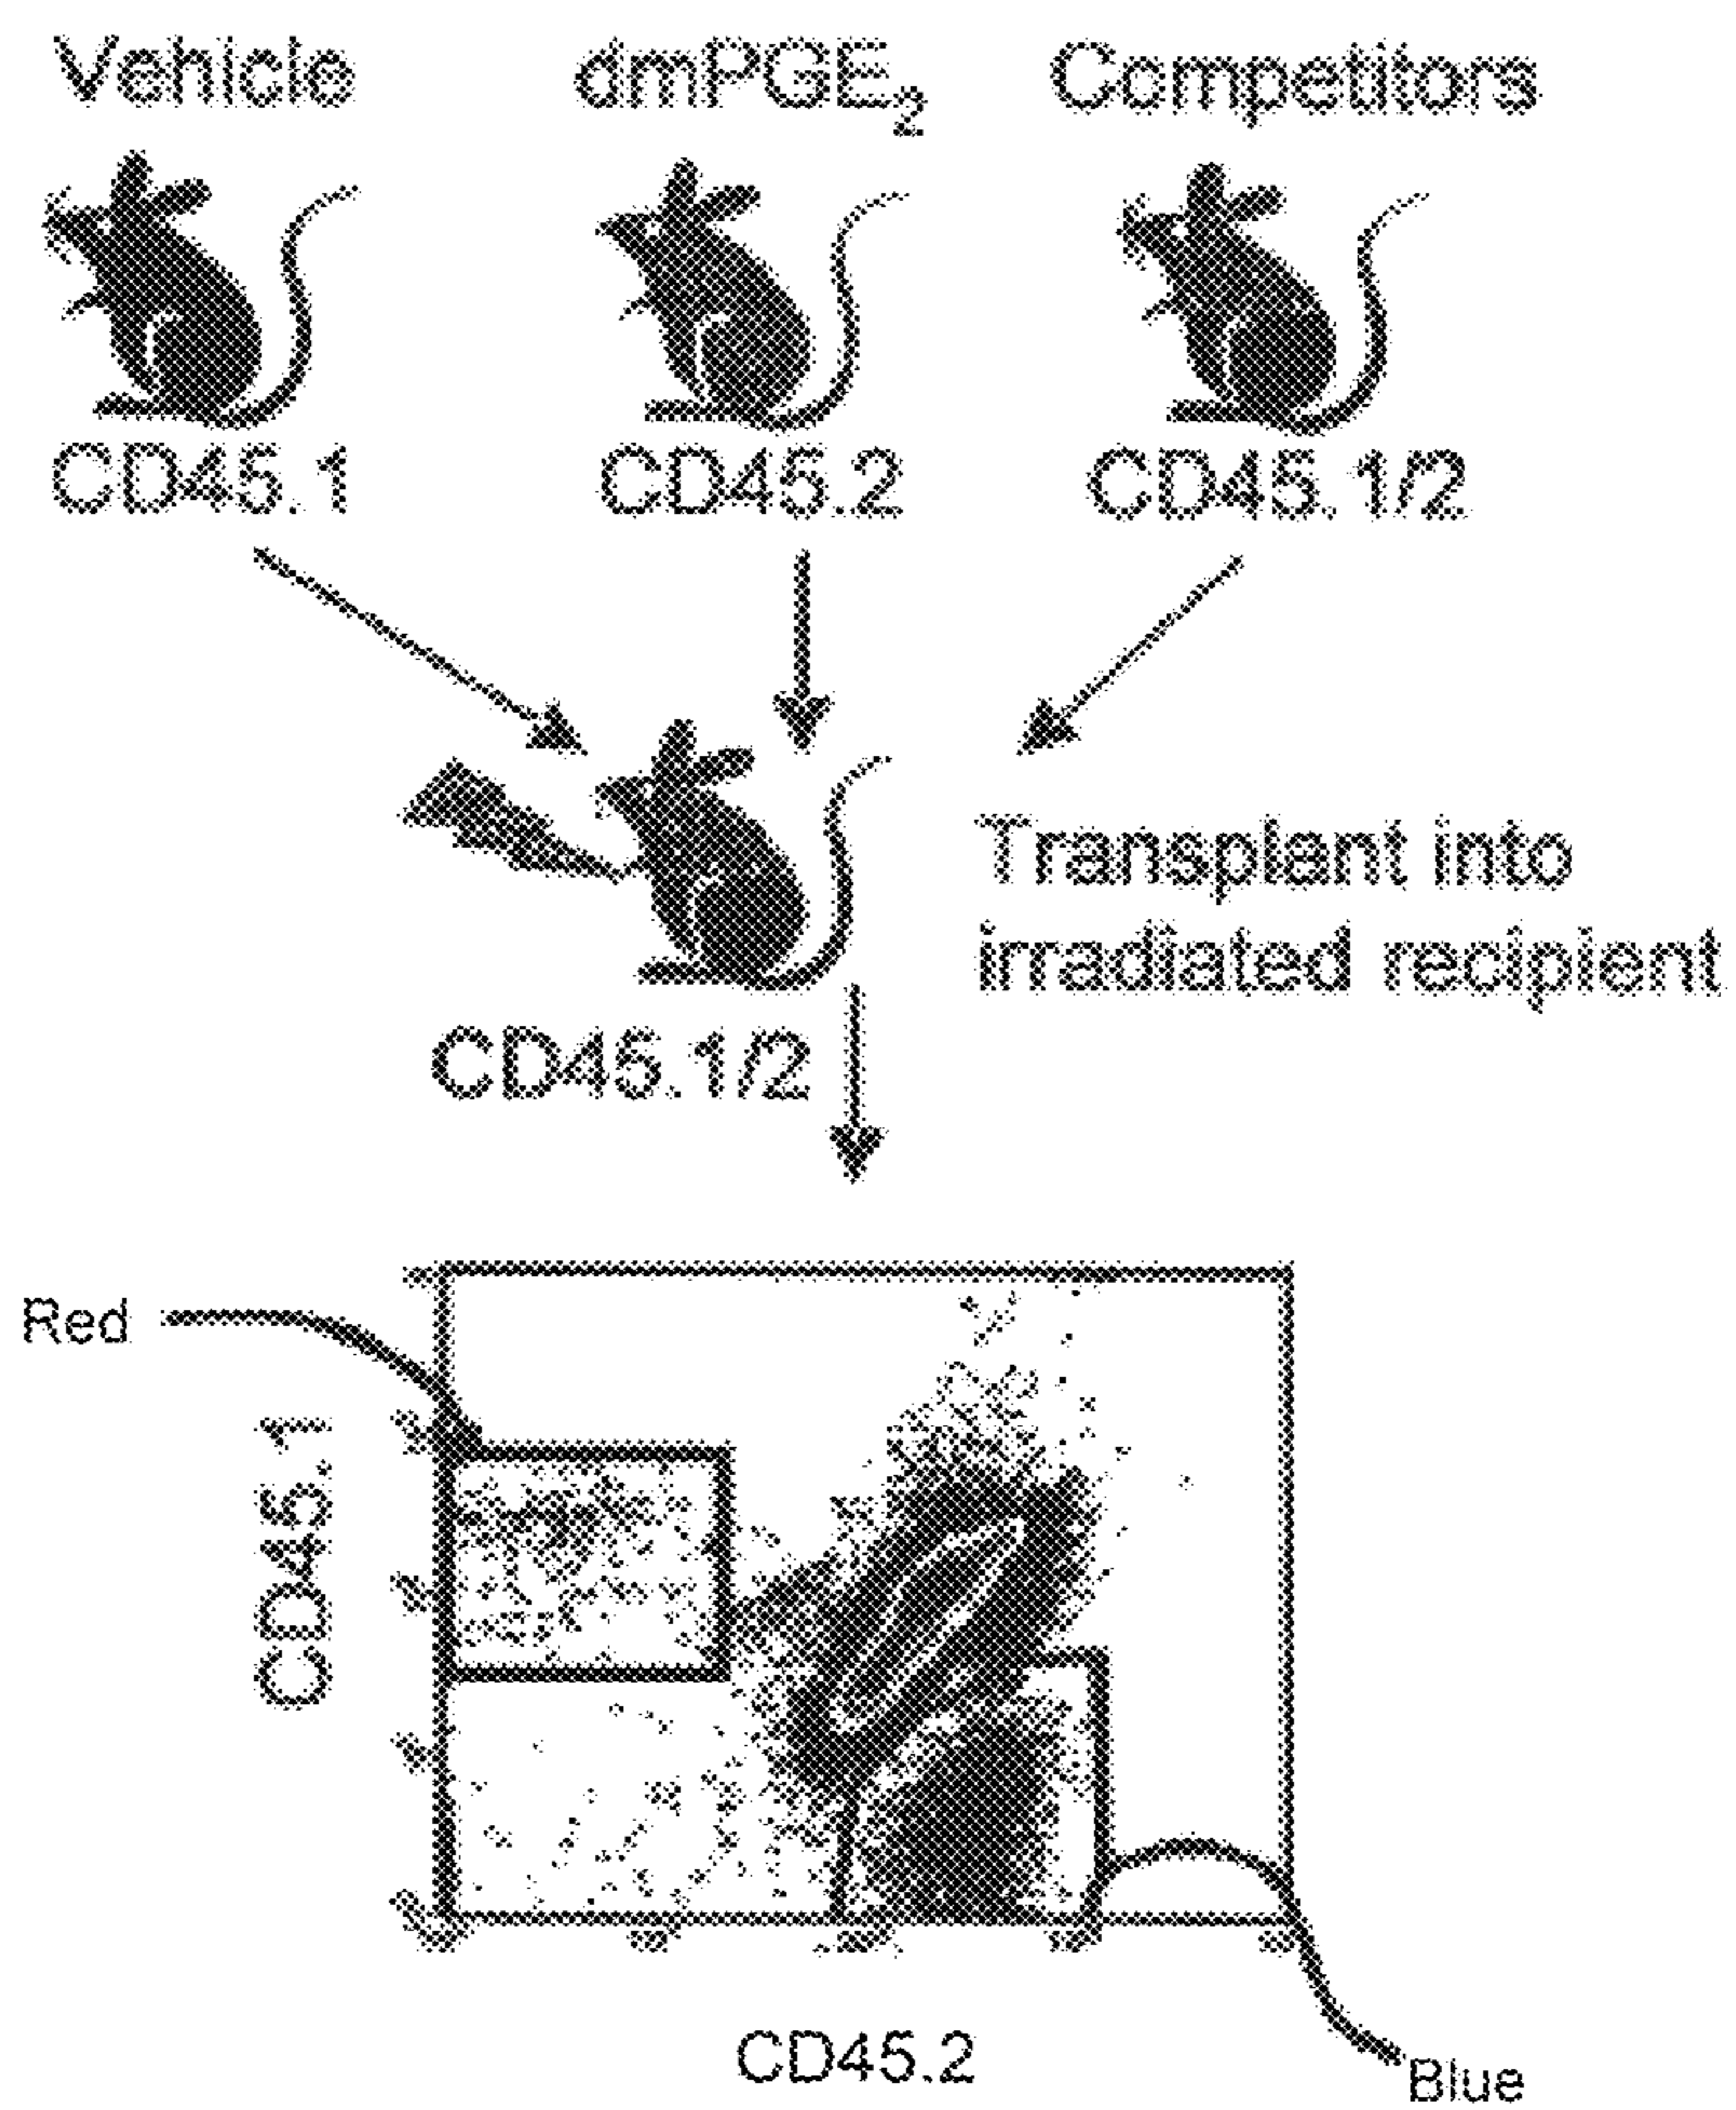 Vehicle
dmPGE₂
Competitors
CD45.1
CD45.2
CD45.1/2
Transplant into
irradiated recipient
CD45.1/2
Red
CD45.1
CD45.2
Blue